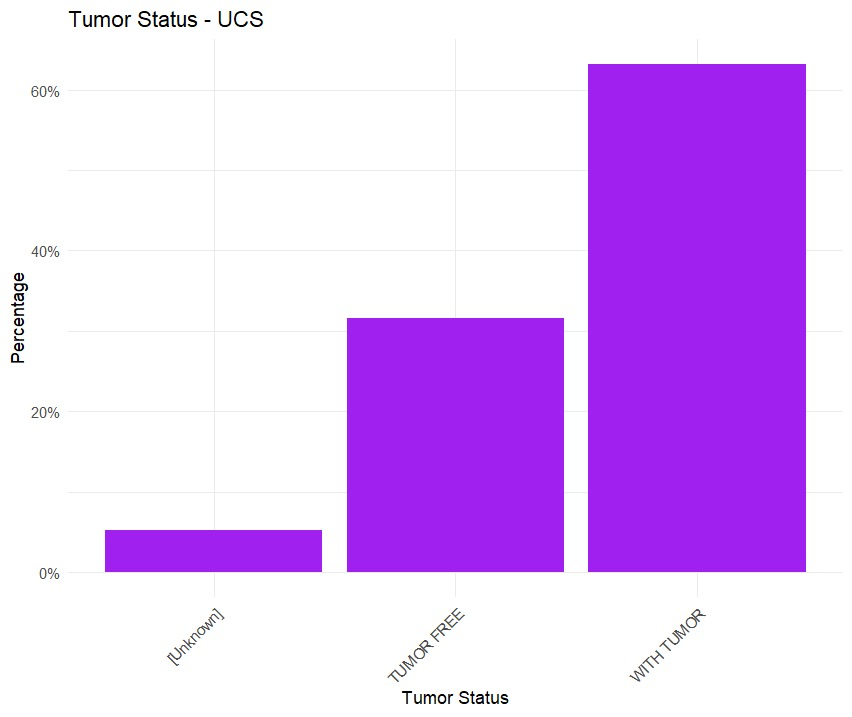 Tumor Status - UCS
Percentage
60%
40%
20%
0%
[Unknown]
TUMOR FREE
WITH TUMOR
Tumor Status